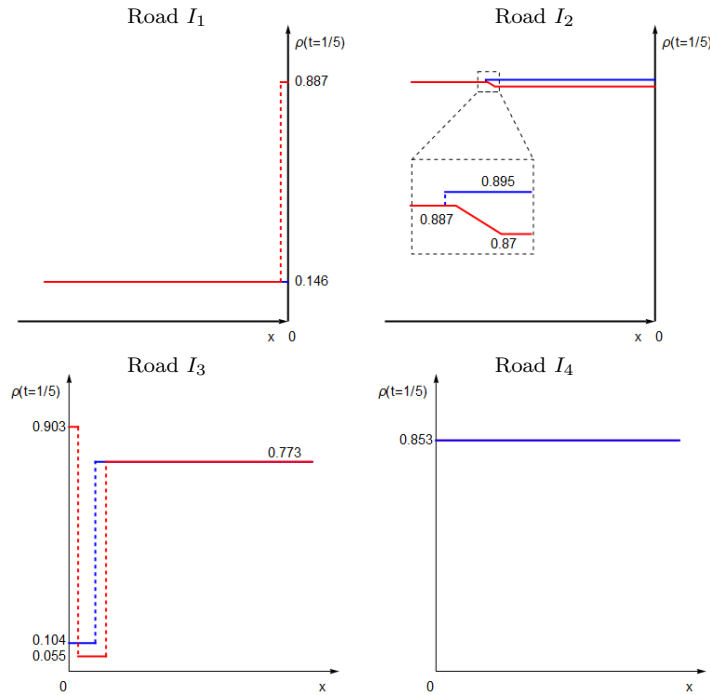 Road I₁
Road I₂
ρ(t=1/5)
ρ(t=1/5)
0.887
0.895
0.887
0.87
0.146
x 0
x 0
Road I₃
Road I₄
ρ(t=1/5)
ρ(t=1/5)
0.903
0.773
0.853
0.104
0.055
0 x
0 x